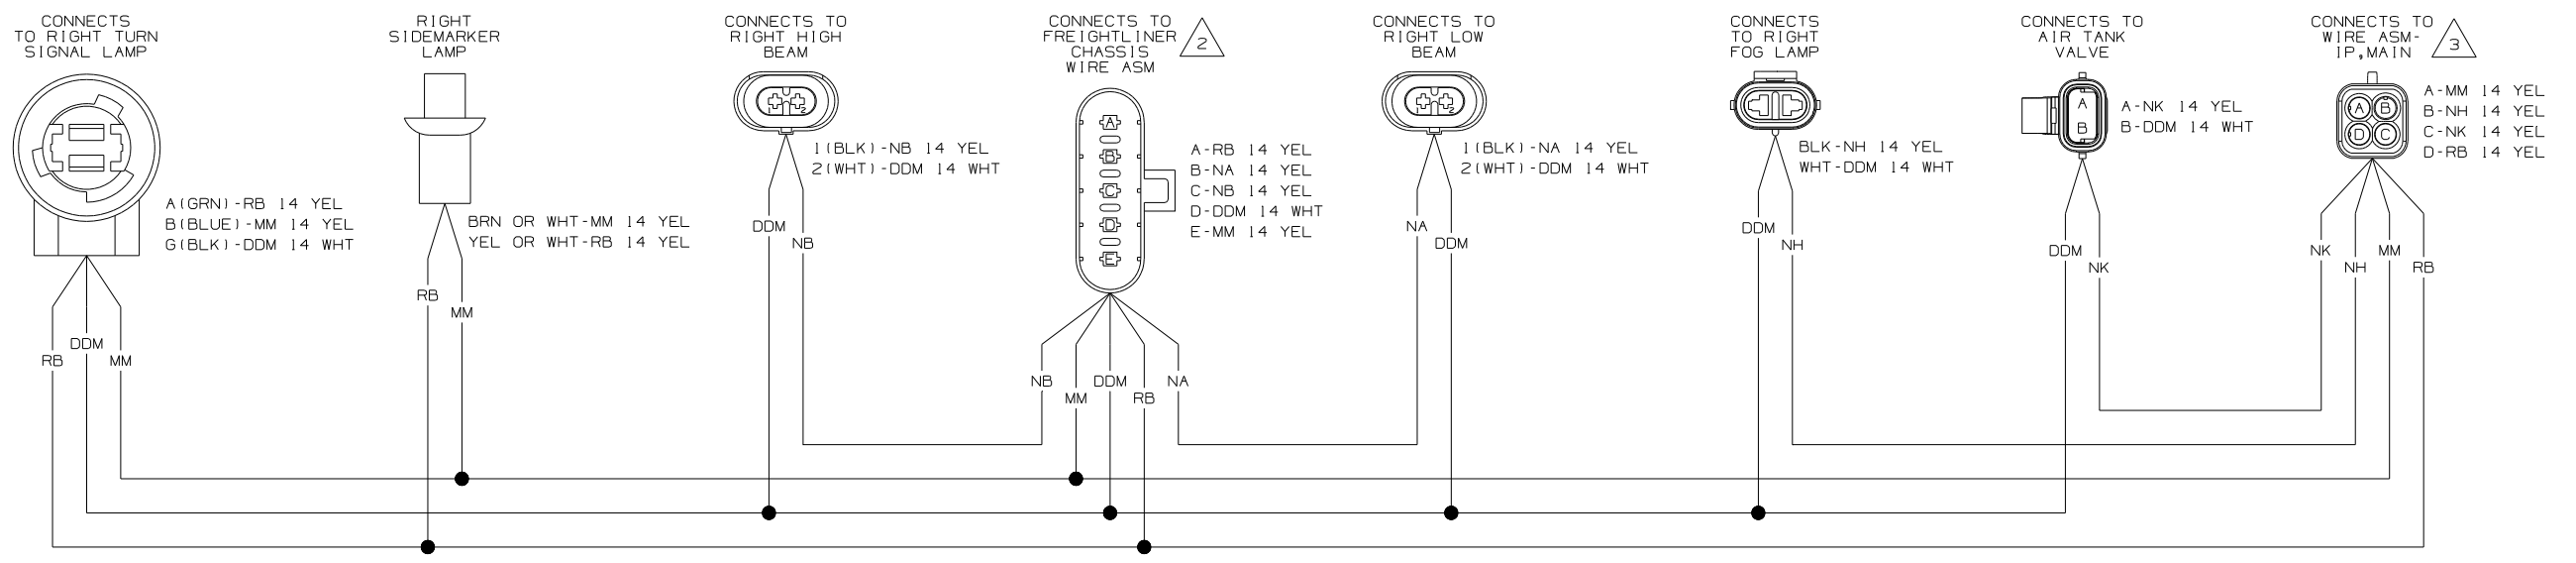 CONNECTS
TO RIGHT TURN
SIGNAL LAMP
A(GRN)-RB 14 YEL
B(BLUE)-MM 14 YEL
G(BLK)-DDM 14 WHT
RB
DDM
MM
RIGHT
SIDEMARKER
LAMP
BRN OR WHT-MM 14 YEL
YEL OR WHT-RB 14 YEL
RB
MM
CONNECTS TO
RIGHT HIGH
BEAM
2
1(BLK)-NB 14 YEL
2(WHT)-DDM 14 WHT
DDM
NB
CONNECTS TO
FREIGHTLINER
CHASSIS
WIRE ASM
2
A
B
C
D
E
A-RB 14 YEL
B-NA 14 YEL
C-NB 14 YEL
D-DDM 14 WHT
E-MM 14 YEL
NB
MM
DDM
RB
NA
CONNECTS TO
RIGHT LOW
BEAM
2
1(BLK)-NA 14 YEL
2(WHT)-DDM 14 WHT
NA
DDM
CONNECTS
TO RIGHT
FOG LAMP
BLK-NH 14 YEL
WHT-DDM 14 WHT
DDM
NH
CONNECTS TO
AIR TANK
VALVE
A
B
A-NK 14 YEL
B-DDM 14 WHT
DDM
NK
CONNECTS TO
WIRE ASM-
IP,MAIN
3
A B
D C
A-MM 14 YEL
B-NH 14 YEL
C-NK 14 YEL
D-RB 14 YEL
NK
NH
MM
RB